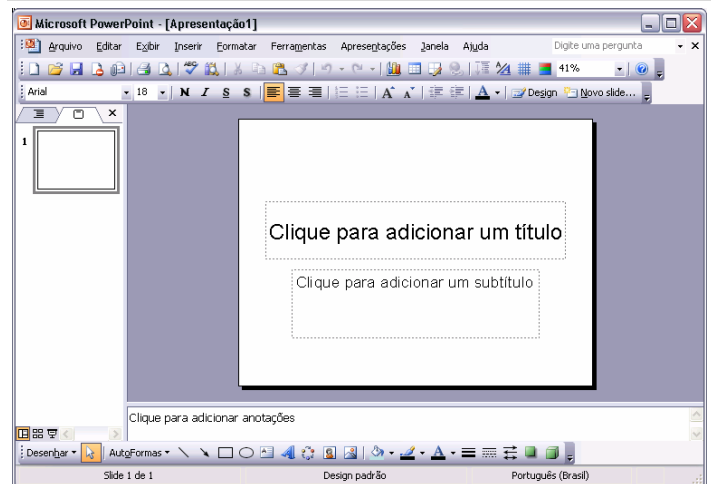 Microsoft PowerPoint - [Apresentação1]
Arquivo Editar Exibir Inserir Formatar Ferramentas Apresentações Janela Ajuda Digite uma pergunta
41%
Arial 18 N I S S A A A Design Novo slide...
1
Clique para adicionar um título
Clique para adicionar um subtítulo
Clique para adicionar anotações
Desenhar AutoFormas A
Slide 1 de 1 Design padrão Português (Brasil)